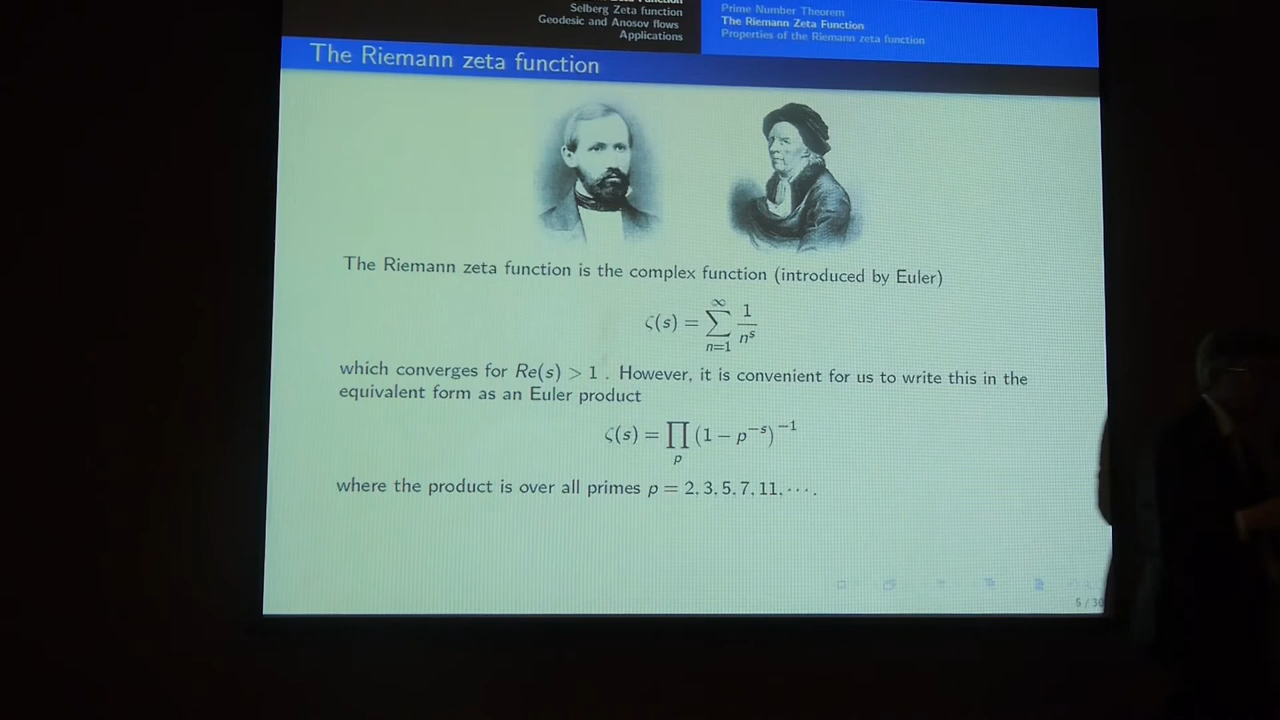 Selberg Zeta function
Geodesic and Anosov flows
Applications
Prime Number Theorem
The Riemann Zeta Function
Properties of the Riemann zeta function
The Riemann zeta function
The Riemann zeta function is the complex function (introduced by Euler)
ζ(s) = ∑_{n=1}^{∞} 1/n^s
which converges for Re(s) > 1 . However, it is convenient for us to write this in the
equivalent form as an Euler product
ζ(s) = ∏_p (1 − p^{−s})^{−1}
where the product is over all primes p = 2, 3, 5, 7, 11, ⋯ .
5 / 30